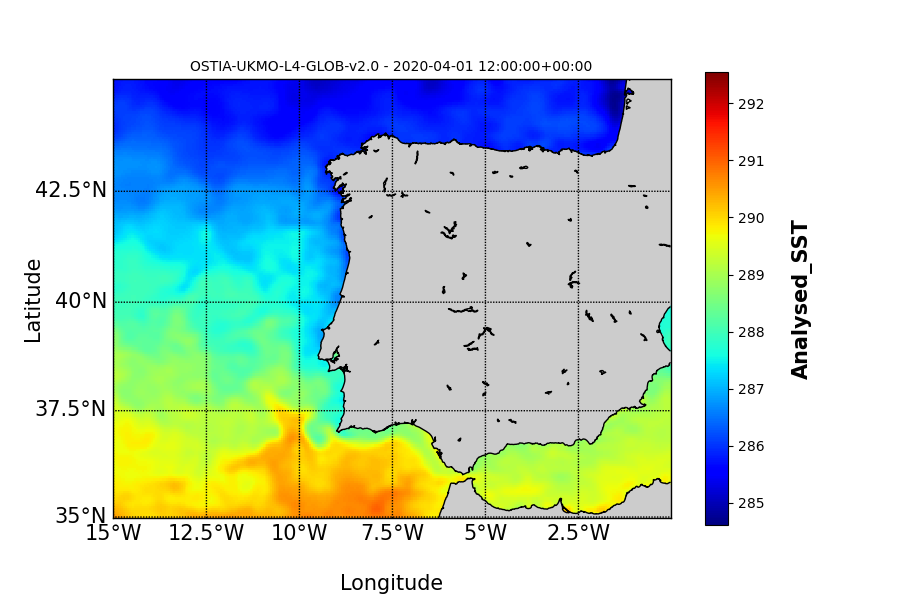 OSTIA-UKMO-L4-GLOB-v2.0 - 2020-04-01 12:00:00+00:00
292
291
42.5°N
290
Latitude
289
40°N
288
Analysed_SST
287
37.5°N
286
285
35°N
15°W 12.5°W 10°W 7.5°W 5°W 2.5°W
Longitude